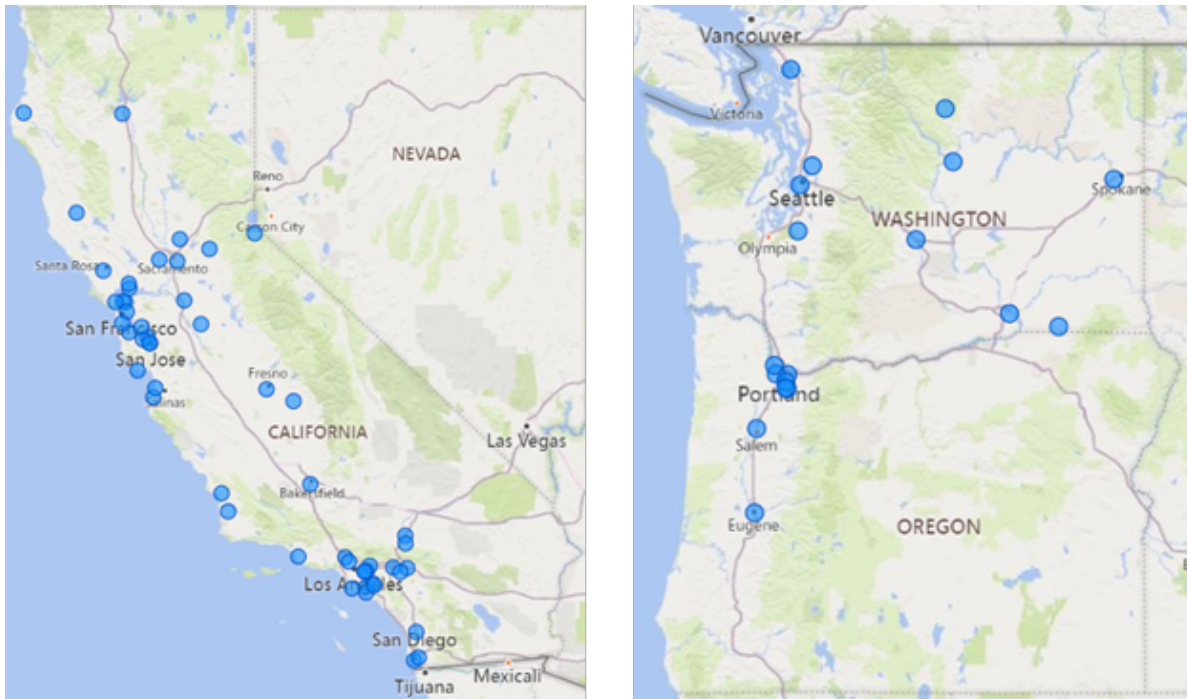 NEVADA
Reno
Carson City
Sacramento
Santa Rosa
San Francisco
San Jose
Salinas
Fresno
CALIFORNIA
Las Vegas
Bakersfield
Los Angeles
San Diego
Mexicali
Tijuana
Vancouver
Victoria
Seattle
Spokane
WASHINGTON
Olympia
Portland
Salem
Eugene
OREGON